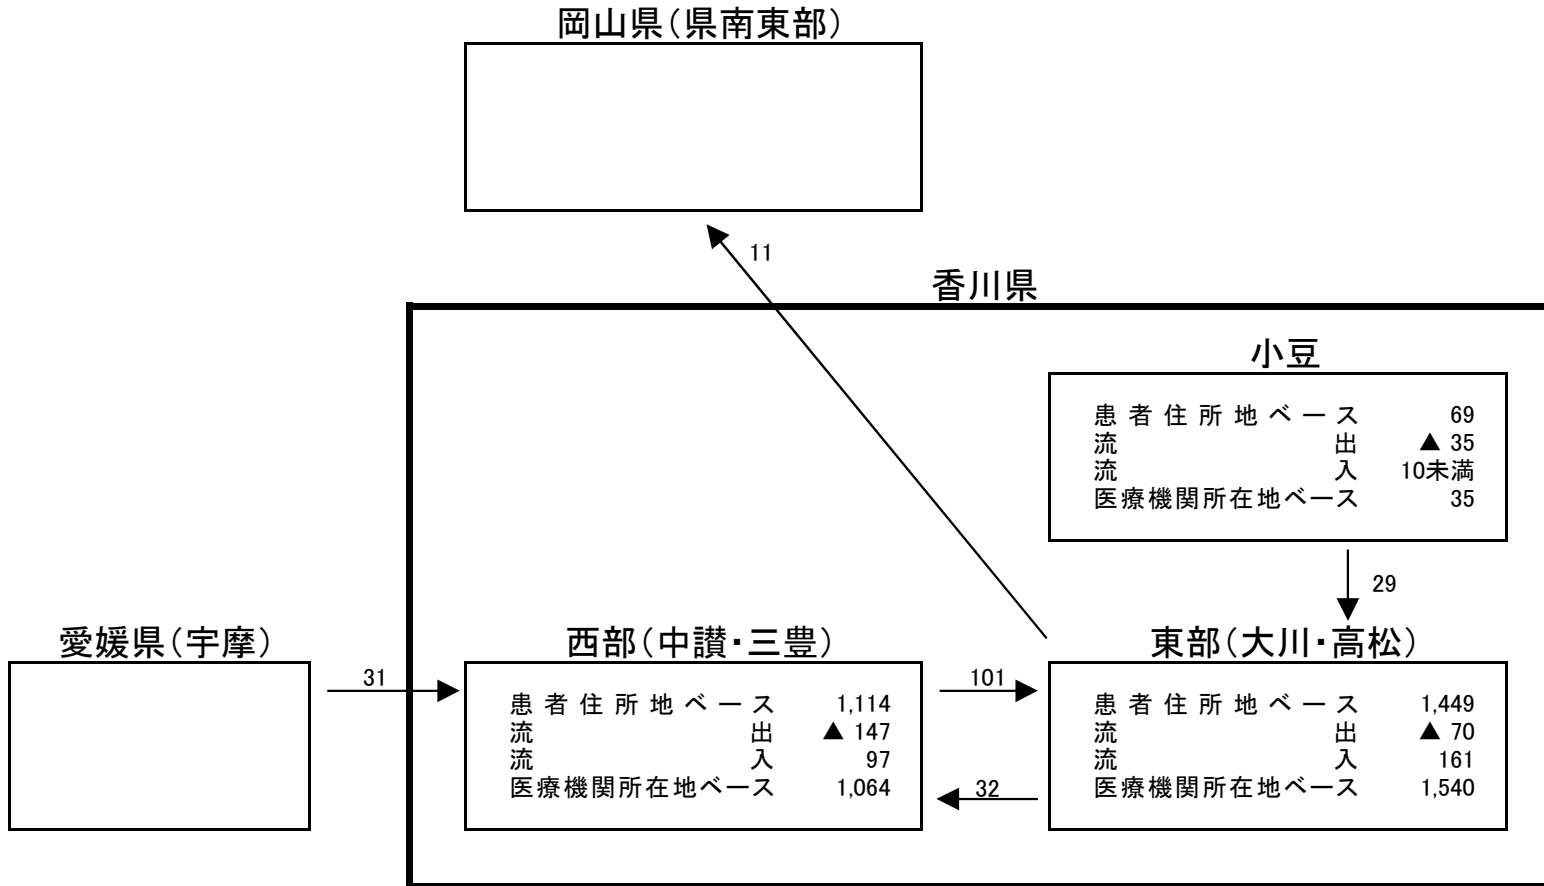 岡山県(県南東部)
11
香川県
小豆
患者住所地ベース 69
流出 ▲ 35
流入 10未満
医療機関所在地ベース 35
29
愛媛県(宇摩)
31
西部(中讃・三豊)
患者住所地ベース 1,114
流出 ▲ 147
流入 97
医療機関所在地ベース 1,064
101
32
東部(大川・高松)
患者住所地ベース 1,449
流出 ▲ 70
流入 161
医療機関所在地ベース 1,540